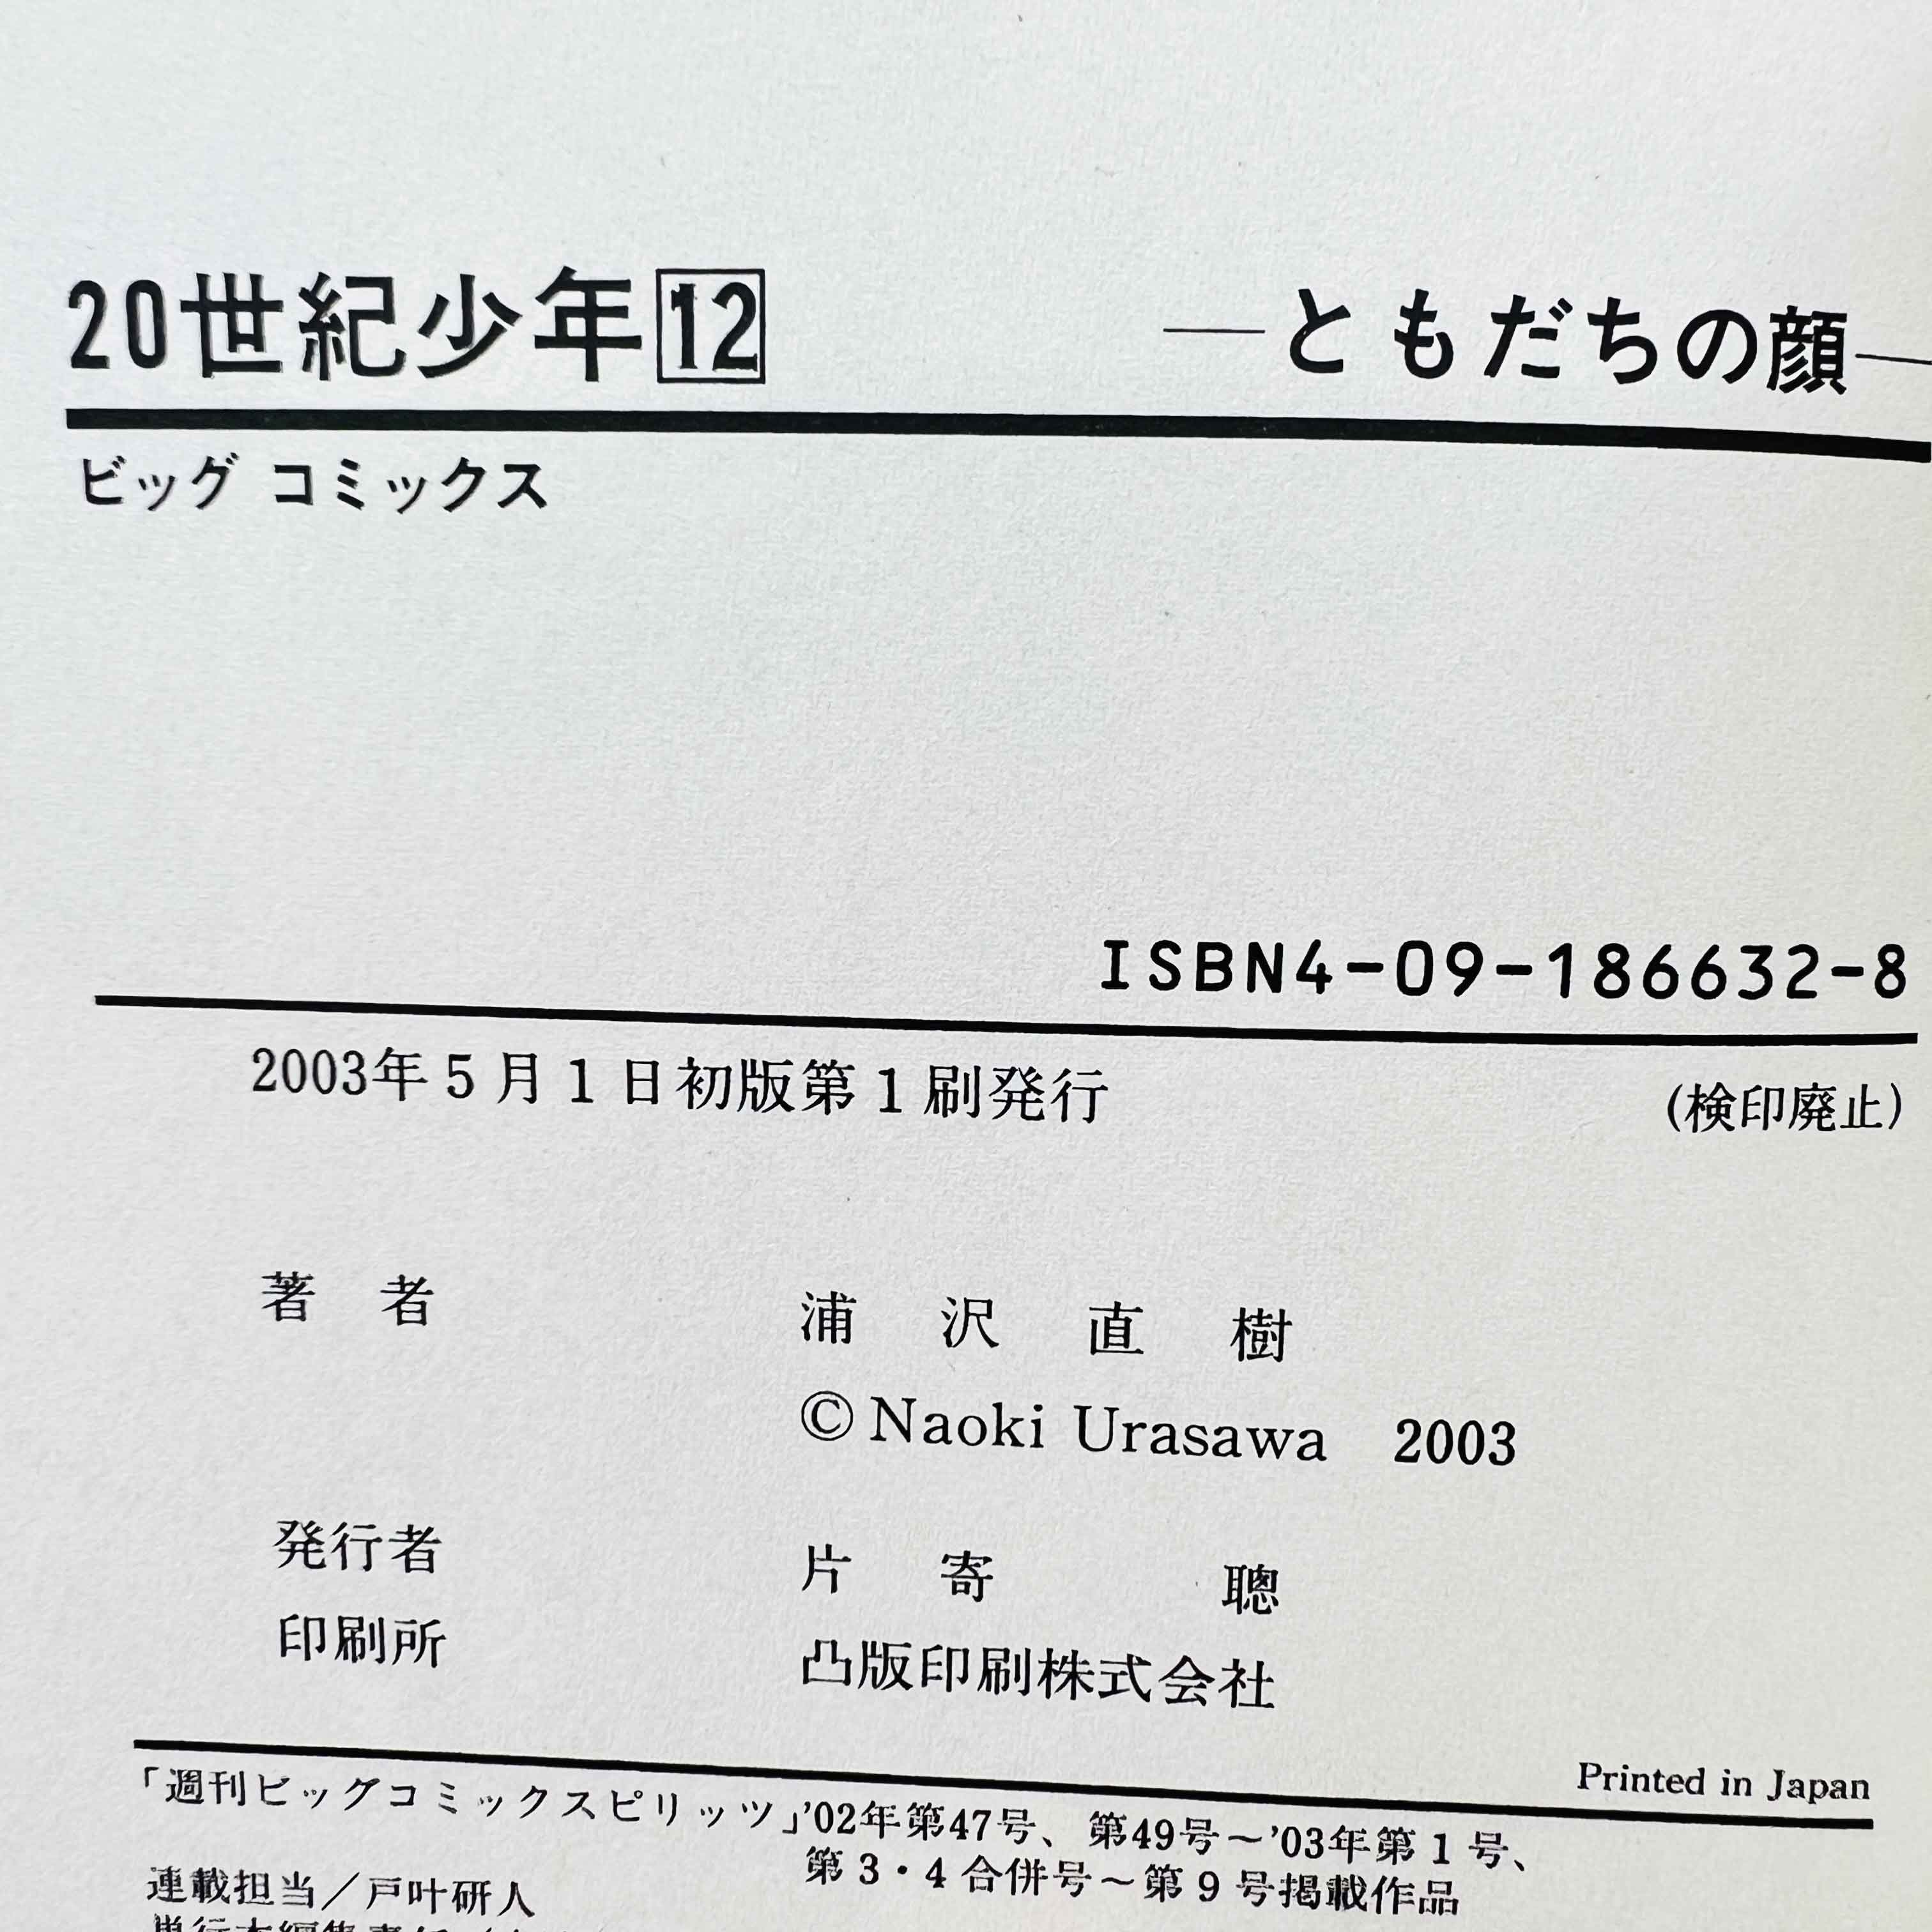 20世紀少年12 —ともだちの顔—
ビッグ コミックス
ISBN4-09-186632-8
2003年5月1日初版第1刷発行 (検印廃止)
著 者 浦 沢 直 樹
© Naoki Urasawa 2003
発行者 片 寄 聰
印刷所 凸版印刷株式会社
Printed in Japan
「週刊ビッグコミックスピリッツ」'02年第47号、第49号〜'03年第1号、
第3・4合併号〜第9号掲載作品
連載担当／戸叶研人